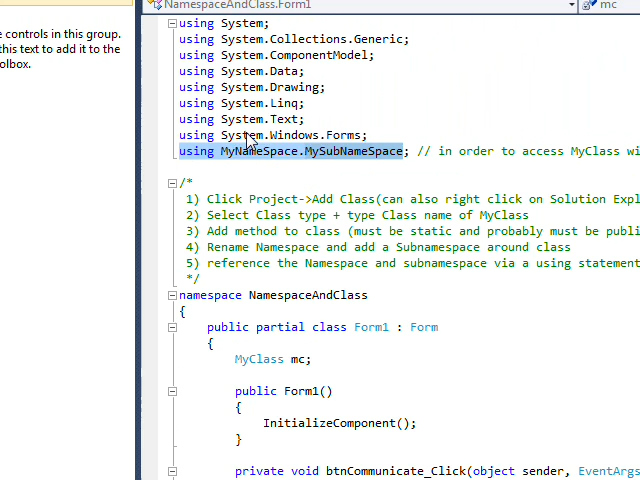 NamespaceAndClass.Form1
mc
controls in this group.
this text to add it to the
using System;
using System.Collections.Generic;
using System.ComponentModel;
using System.Data;
using System.Drawing;
using System.Linq;
using System.Text;
using System.Windows.Forms;
using MyNameSpace.MySubNameSpace; // in order to access MyClass
/*
1) Click Project->Add Class(can also right click on Solution
2) Select Class type + type Class name of MyClass
3) Add method to class (must be static and probably must be
4) Rename Namespace and add a Subnamespace around class
5) reference the Namespace and subnamespace via a using statement
*/
namespace NamespaceAndClass
{
public partial class Form1 : Form
{
MyClass mc;
public Form1()
{
InitializeComponent();
}
private void btnCommunicate_Click(object sender, EventArgs